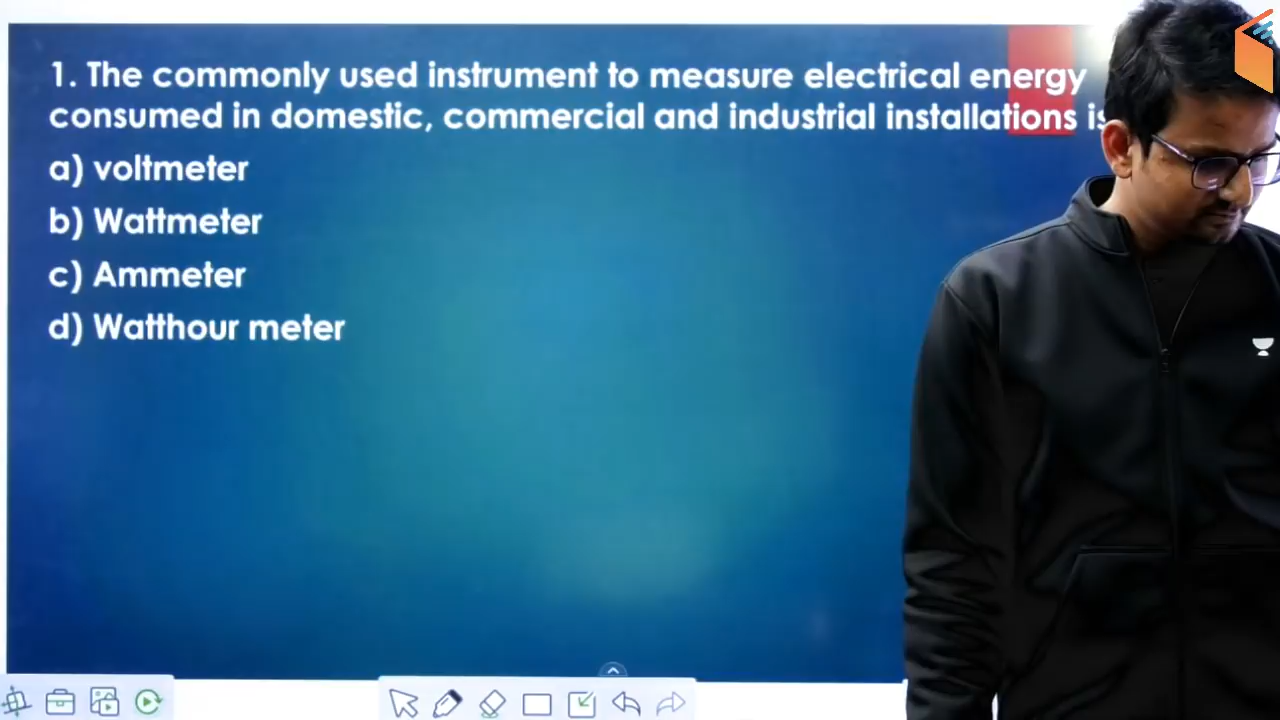 1. The commonly used instrument to measure electrical energy
consumed in domestic, commercial and industrial installations is
a) voltmeter
b) Wattmeter
c) Ammeter
d) Watthour meter